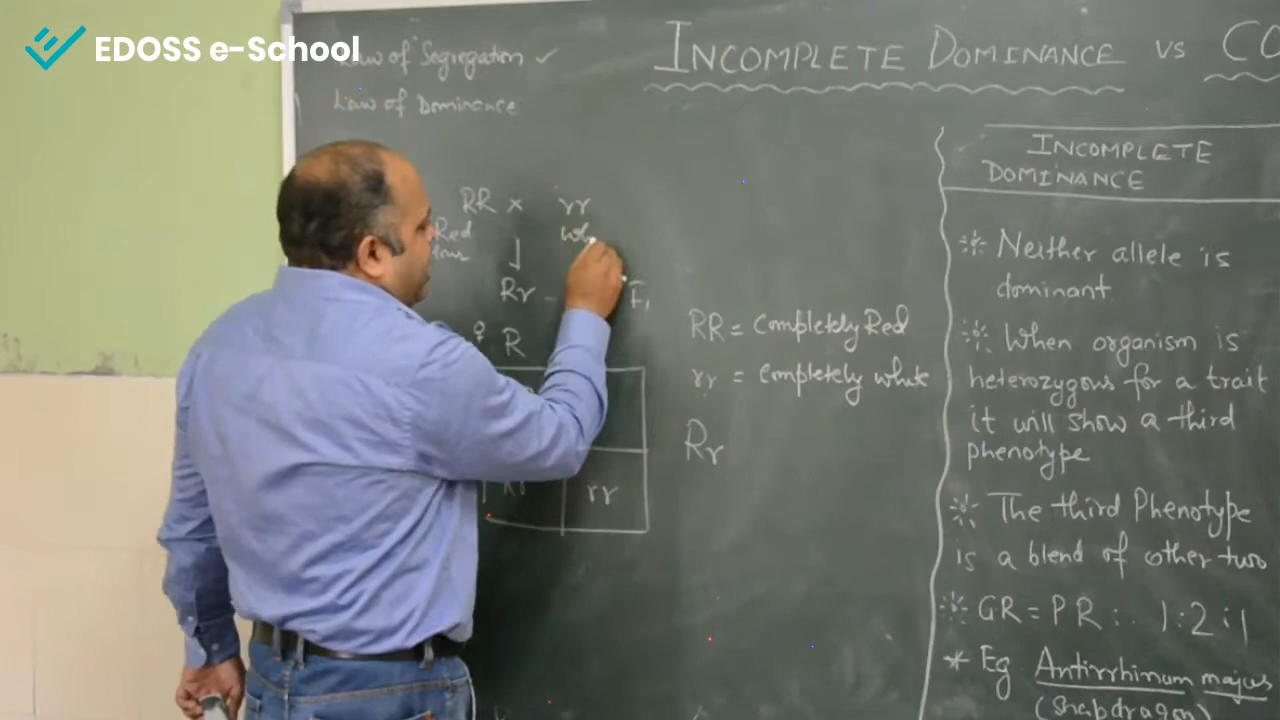 EDOSS e-School
Law of Segregation ✓
Law of Dominance
INCOMPLETE DOMINANCE vs CO
RR × rr
Red
Rr - F₁
♀ R
rr
RR = Completely Red
rr = Completely white
Rr
INCOMPLETE
DOMINANCE
Neither allele is
dominant
When organism is
heterozygous for a trait
it will show a third
phenotype
The third Phenotype
is a blend of other two
GR = PR : 1:2:1
* Eg Antirrhinum majus
(Snapdragon)